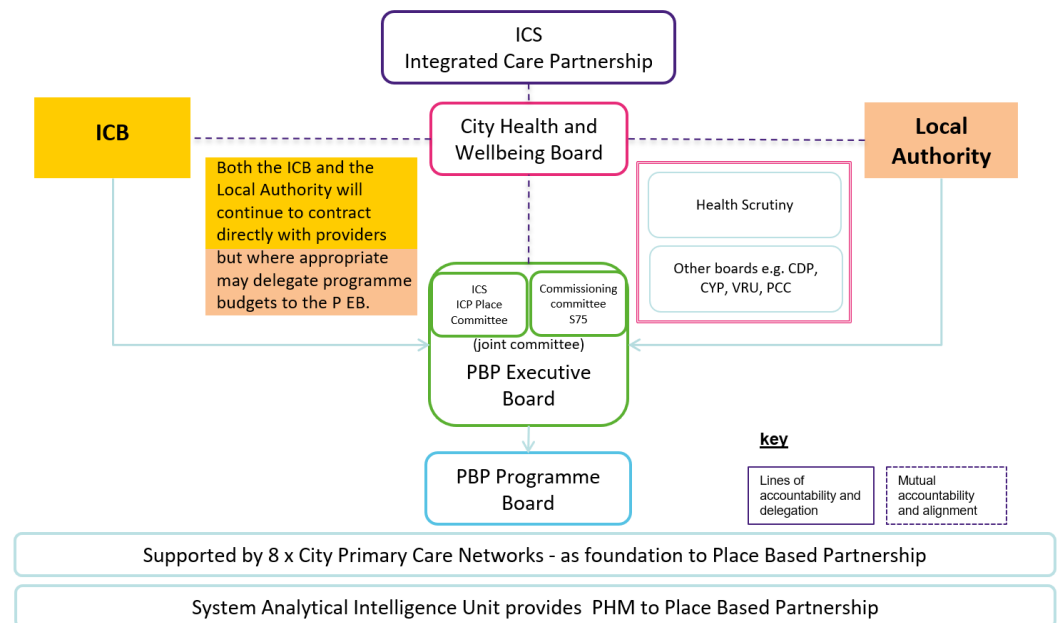 ICS
Integrated Care Partnership
ICB
City Health and
Wellbeing Board
Local
Authority
Both the ICB and the
Local Authority will
continue to contract
directly with providers
but where appropriate
may delegate programme
budgets to the P EB.
Health Scrutiny
Other boards e.g. CDP,
CYP, VRU, PCC
ICS
ICP Place
Committee
Commissioning
committee
S75
(joint committee)
PBP Executive
Board
PBP Programme
Board
key
Lines of
accountability and
delegation
Mutual
accountability
and alignment
Supported by 8 x City Primary Care Networks - as foundation to Place Based Partnership
System Analytical Intelligence Unit provides PHM to Place Based Partnership